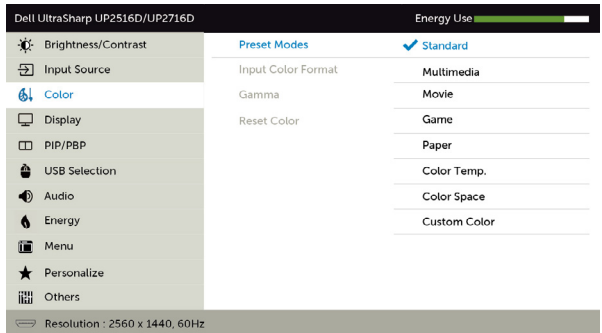 Dell UltraSharp UP2516D/UP2716D Energy Use
Brightness/Contrast Preset Modes Standard
Input Source Input Color Format Multimedia
Color Gamma Movie
Display Reset Color Game
PIP/PBP Paper
USB Selection Color Temp.
Audio Color Space
Energy Custom Color
Menu
Personalize
Others
Resolution : 2560 x 1440, 60Hz